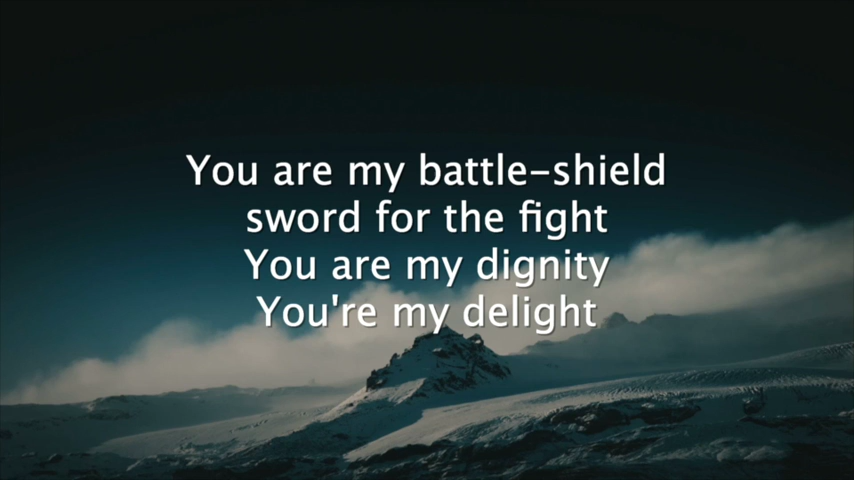 You are my battle-shield
sword for the fight
You are my dignity
You're my delight